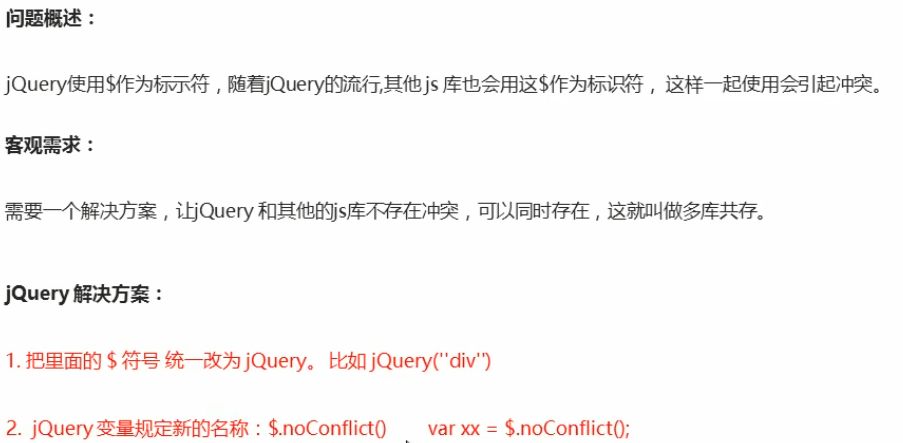 问题概述：
jQuery使用$作为标示符，随着jQuery的流行,其他 js 库也会用这$作为标识符， 这样一起使用会引起冲突。
客观需求：
需要一个解决方案，让jQuery 和其他的js库不存在冲突，可以同时存在，这就叫做多库共存。
jQuery 解决方案：
1. 把里面的 $ 符号 统一改为 jQuery。 比如 jQuery(''div'')
2. jQuery 变量规定新的名称：$.noConflict() var xx = $.noConflict();